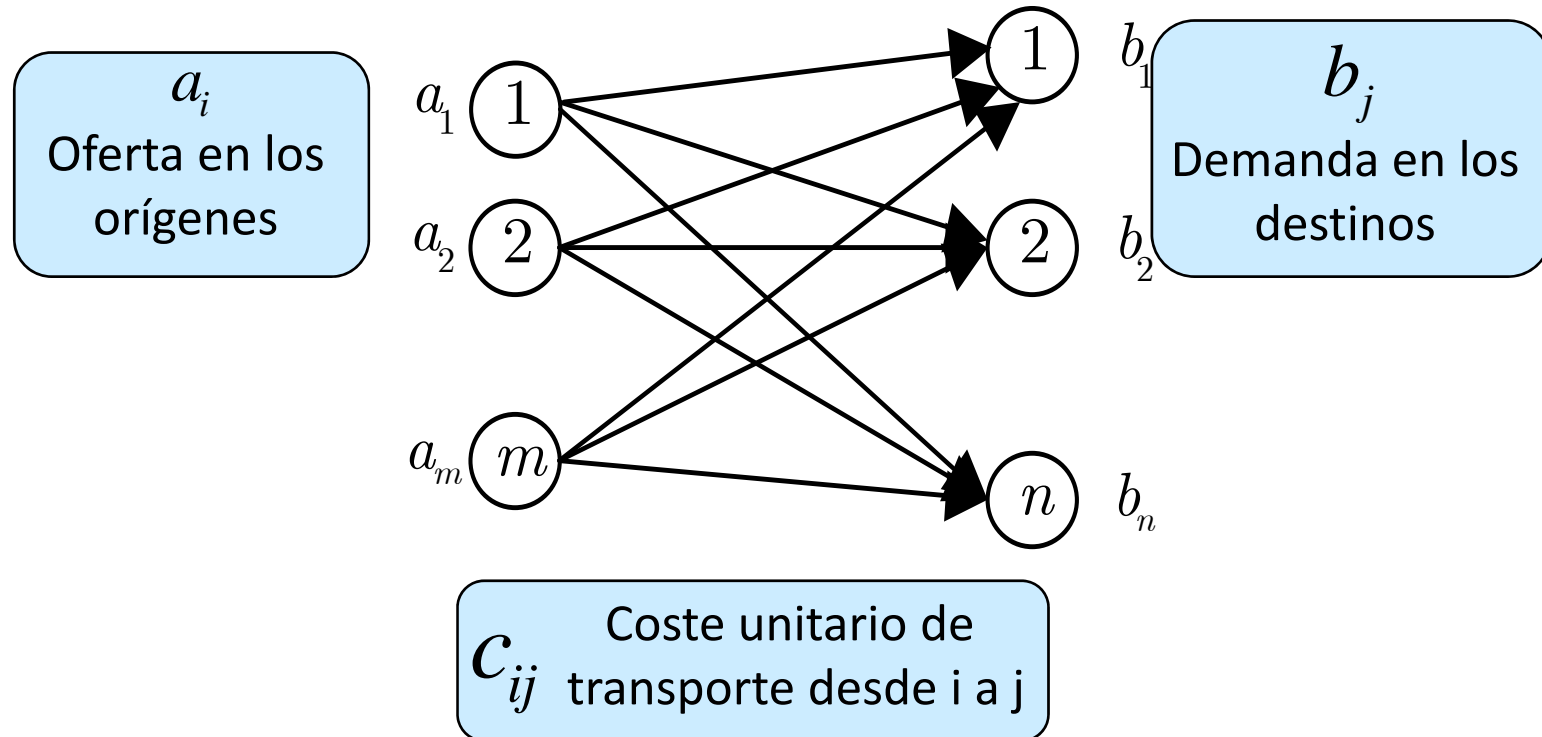 a_i
Oferta en los
orígenes
a_1
1
a_2
2
a_m
m
1
b_1
2
b_2
n
b_n
b_j
Demanda en los
destinos
c_ij
Coste unitario de
transporte desde i a j